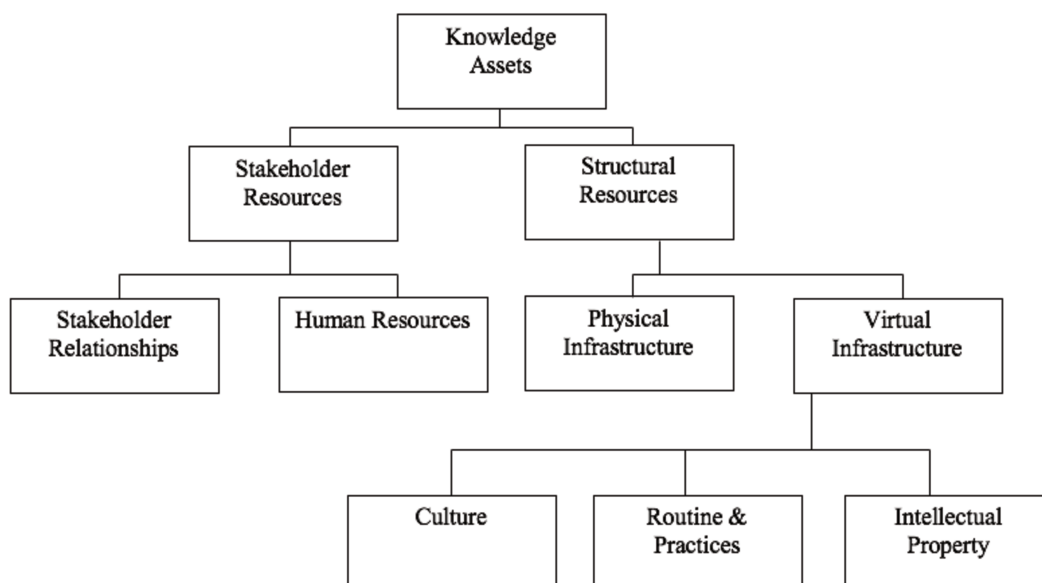 Knowledge
Assets
Stakeholder
Resources
Structural
Resources
Stakeholder
Relationships
Human Resources
Physical
Infrastructure
Virtual
Infrastructure
Culture
Routine &
Practices
Intellectual
Property